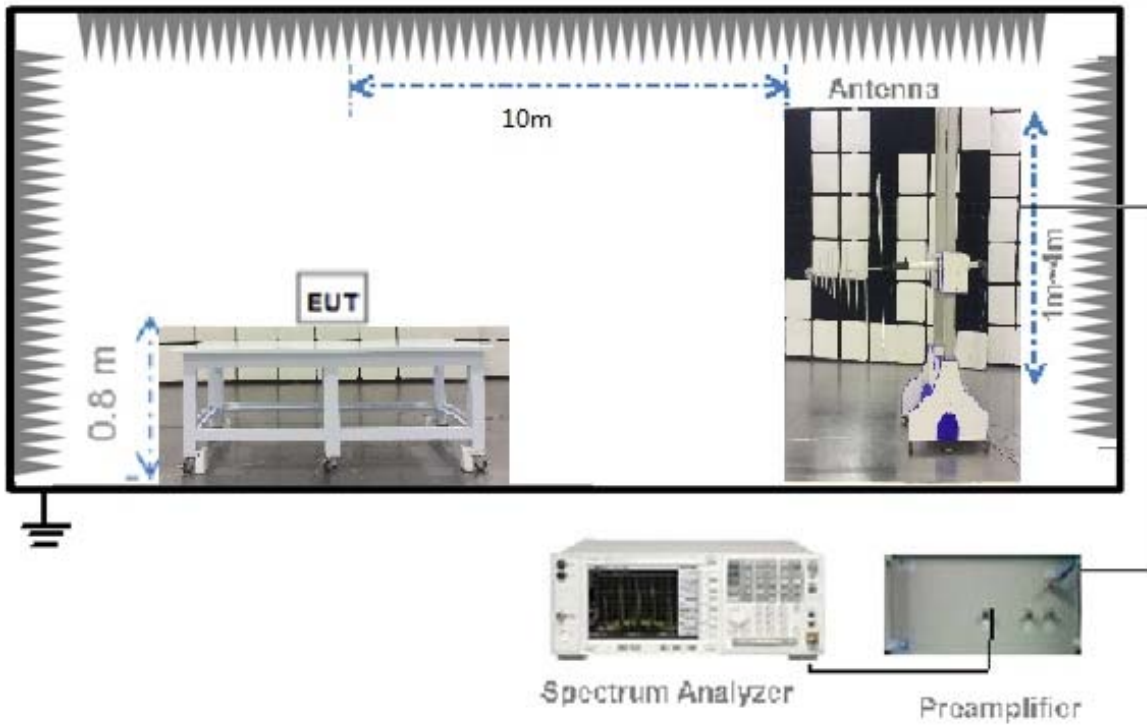 Antenna
10m
1m~4m
EUT
0.8 m
Spectrum Analyzer
Preamplifier